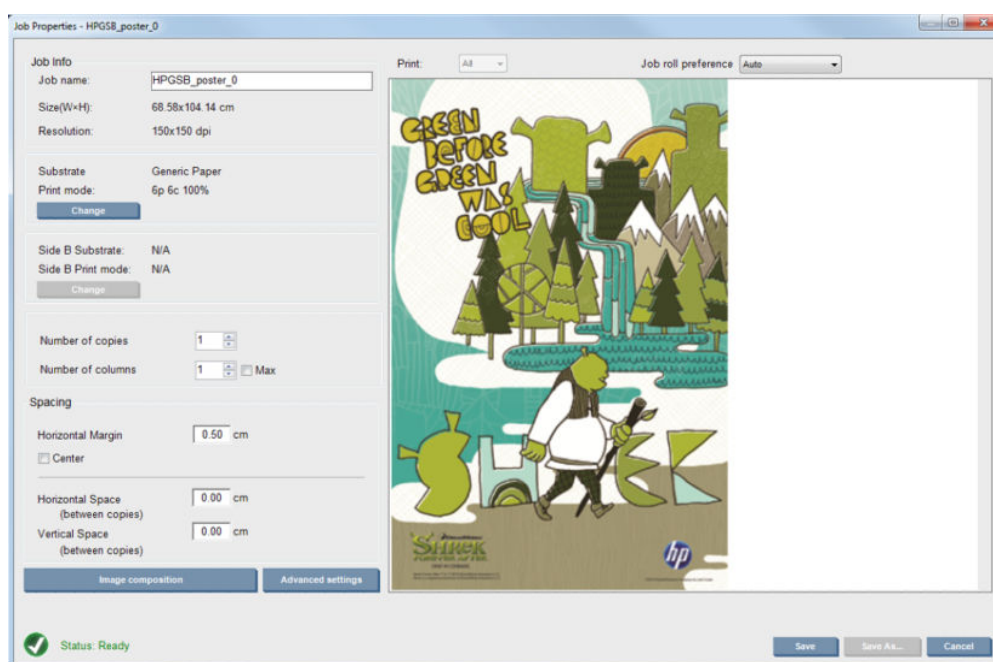 Job Properties - HPGSB_poster_0
Job Info
Job name: HPGSB_poster_0
Size(W×H): 68.58x104.14 cm
Resolution: 150x150 dpi
Substrate Generic Paper
Print mode: 6p 6c 100%
Change
Side B Substrate: N/A
Side B Print mode: N/A
Change
Number of copies 1
Number of columns 1 Max
Spacing
Horizontal Margin 0.50 cm
Center
Horizontal Space 0.00 cm
(between copies)
Vertical Space 0.00 cm
(between copies)
Image composition Advanced settings
Status: Ready
Print: All Job roll preference Auto
GREEN
BEFORE
GREEN
WAS
COOL
SHREK
SHREK
hp
Save Save As... Cancel